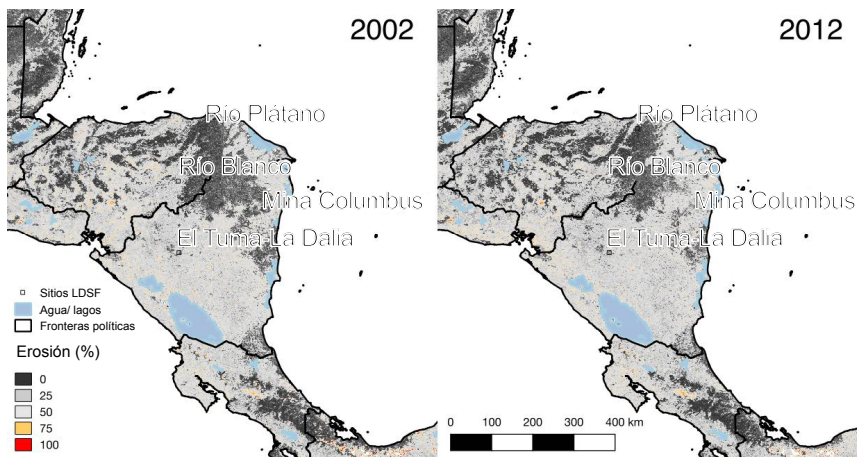 2002
2012
Río Plátano
Río Blanco
Mina Columbus
El Tuma-La Dalia
Río Plátano
Río Blanco
Mina Columbus
El Tuma-La Dalia
Sitios LDSF
Agua/ lagos
Fronteras políticas
Erosión (%)
0
25
50
75
100
0 100 200 300 400 km